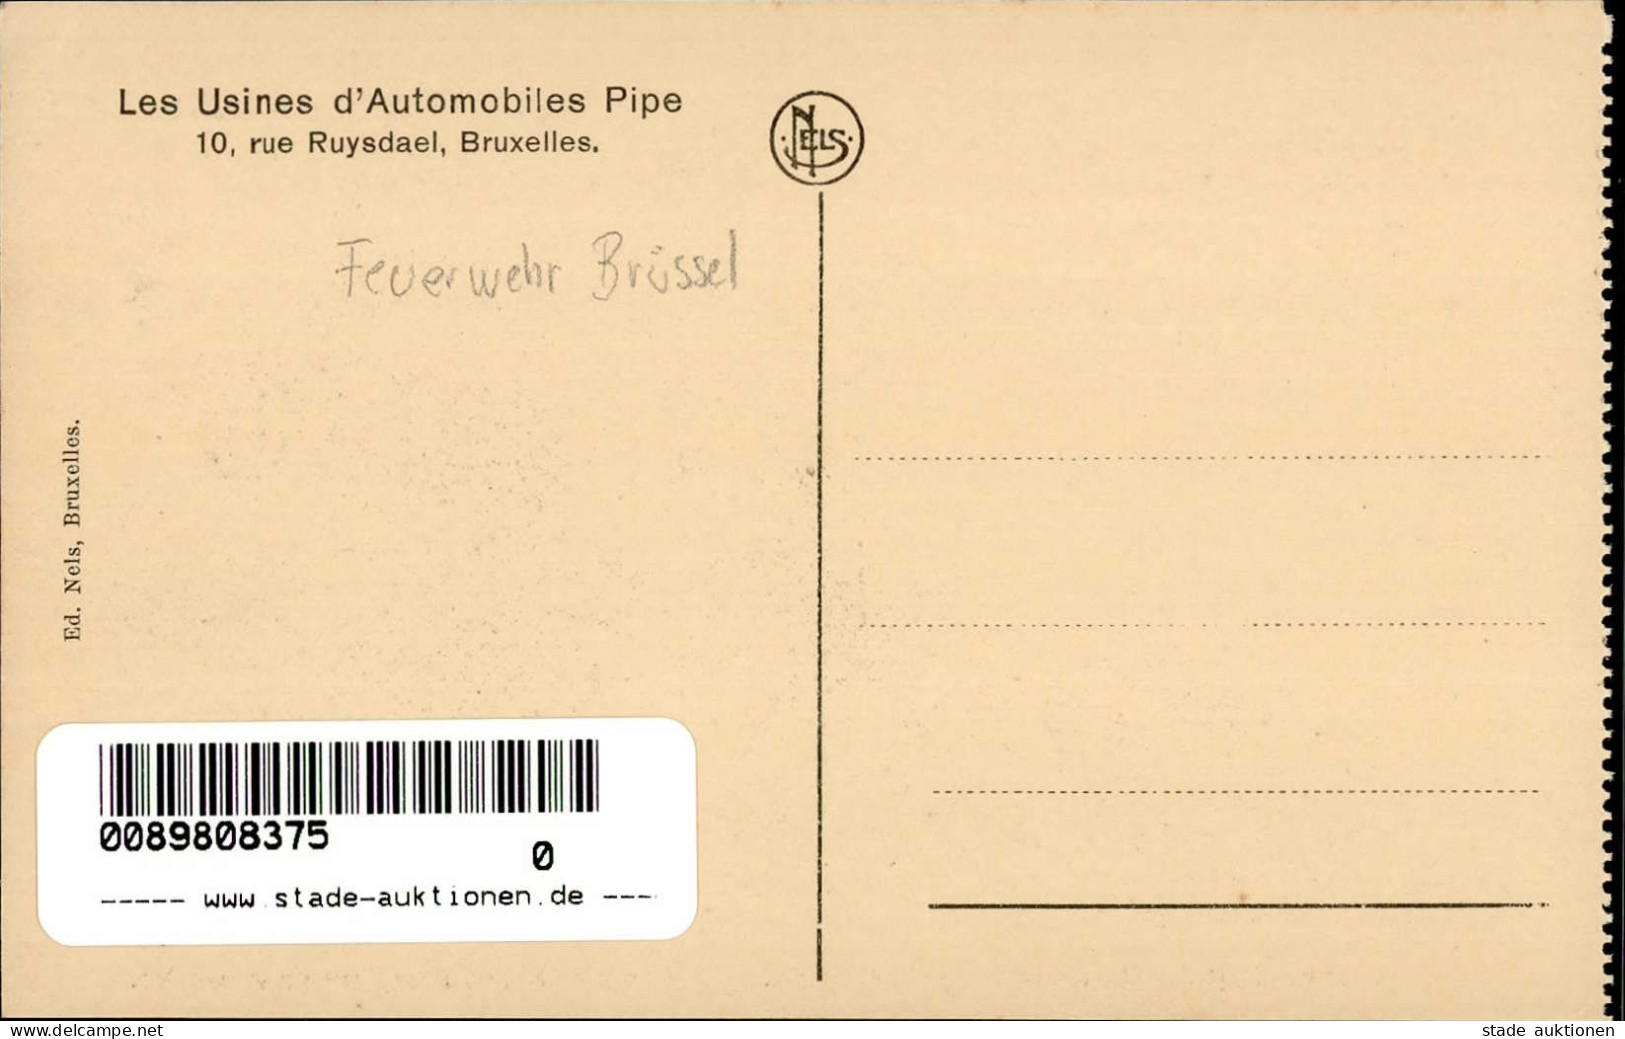 Les Usines d'Automobiles Pipe
10, rue Ruysdael, Bruxelles.
NELS
Feuerwehr Brüssel
Ed. Nels, Bruxelles.
0089808375
0
----- www.stade-auktionen.de ----
www.delcampe.net
stade auktionen